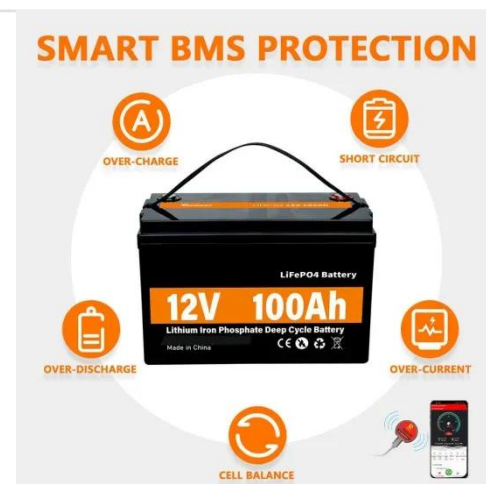 SMART BMS PROTECTION
OVER-CHARGE
SHORT CIRCUIT
LiFePO4 Battery
12V 100Ah
Lithium Iron Phosphate Deep Cycle Battery
Made in China
CE
OVER-DISCHARGE
OVER-CURRENT
CELL BALANCE